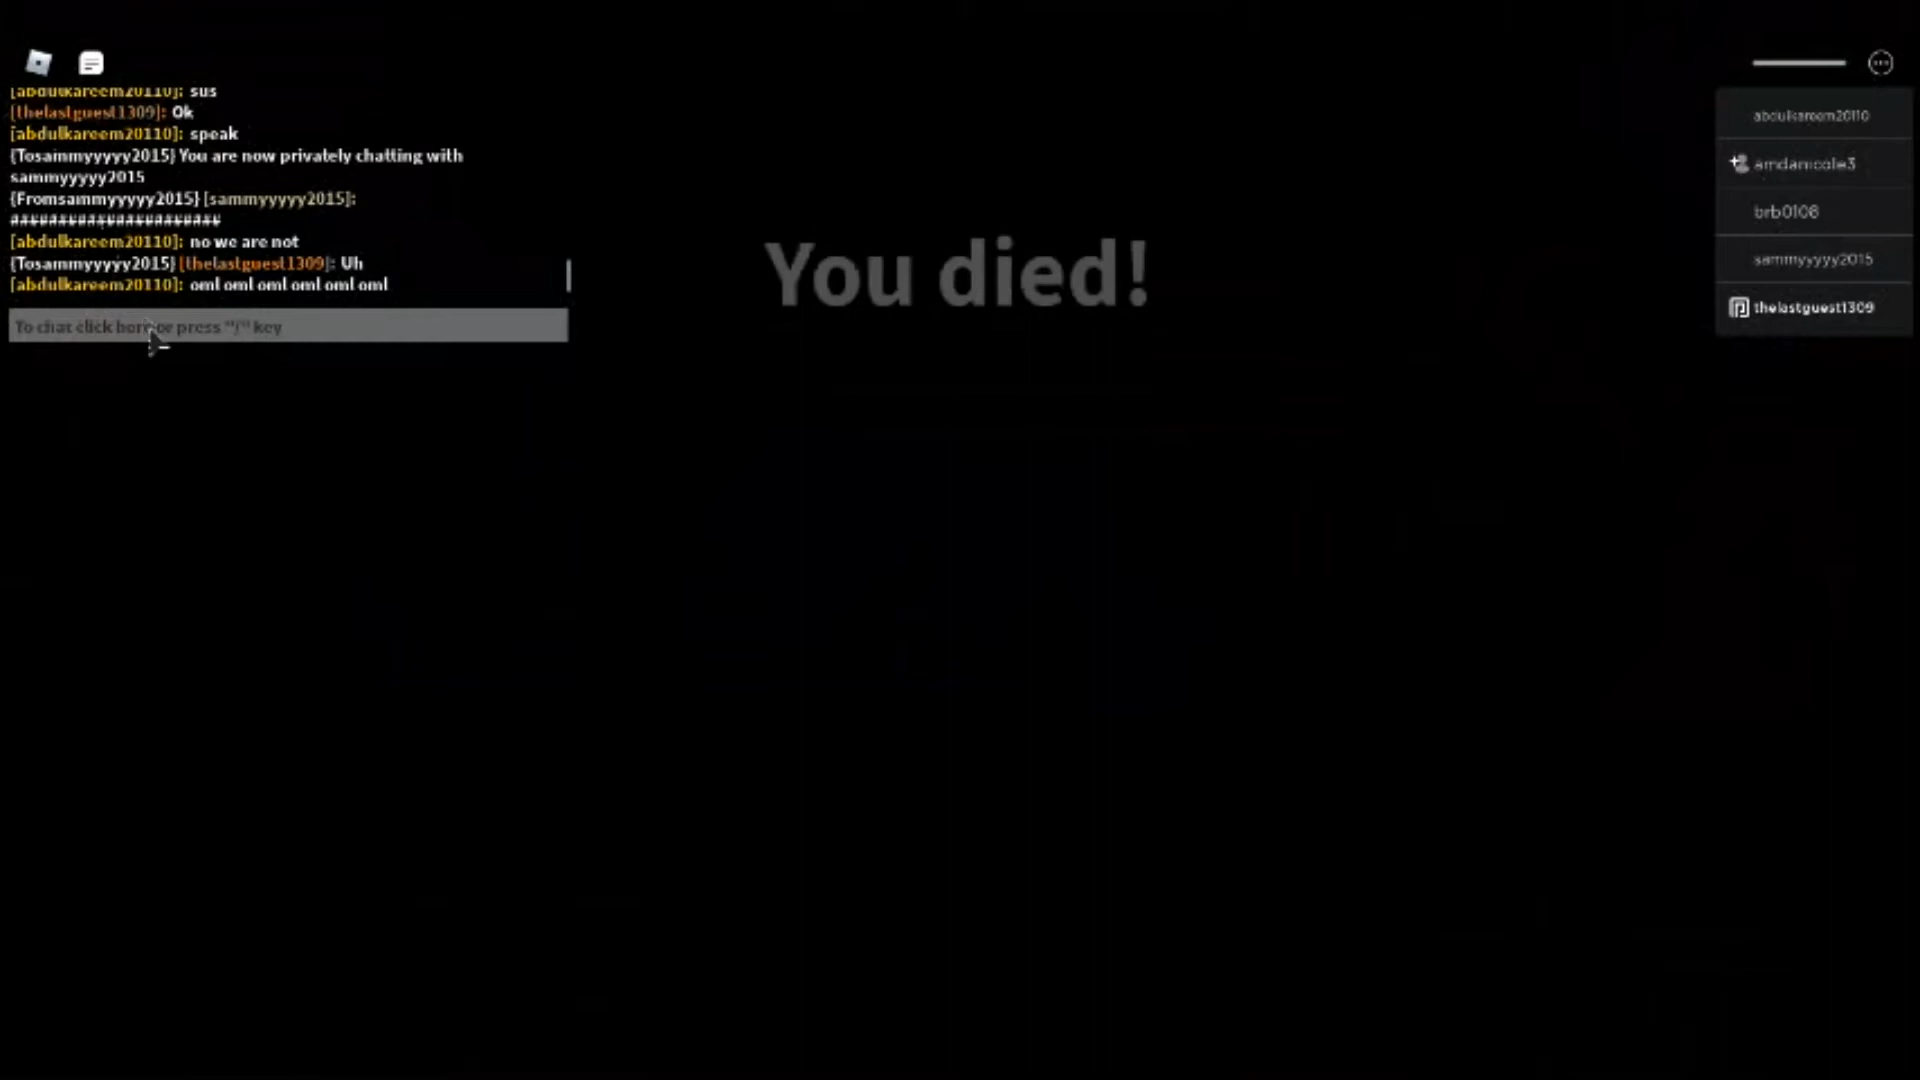 [abdulkareem20110]: sus
[thelastguest1309]: Ok
[abdulkareem20110]: speak
{Tosammyyyyy2015} You are now privately chatting with
sammyyyyy2015
{Fromsammyyyyy2015} [sammyyyyy2015]:
######################
[abdulkareem20110]: no we are not
{Tosammyyyyy2015} [thelastguest1309]: Uh
[abdulkareem20110]: oml oml oml oml oml oml
To chat click here or press "/" key
You died!
abdulkareem20110
amdanicole3
brb0108
sammyyyyy2015
thelastguest1309